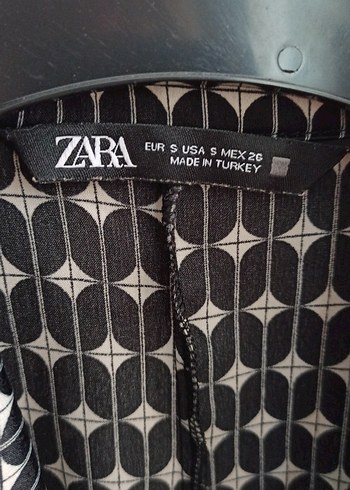 ZARA
EUR S USA S MEX 26
MADE IN TURKEY